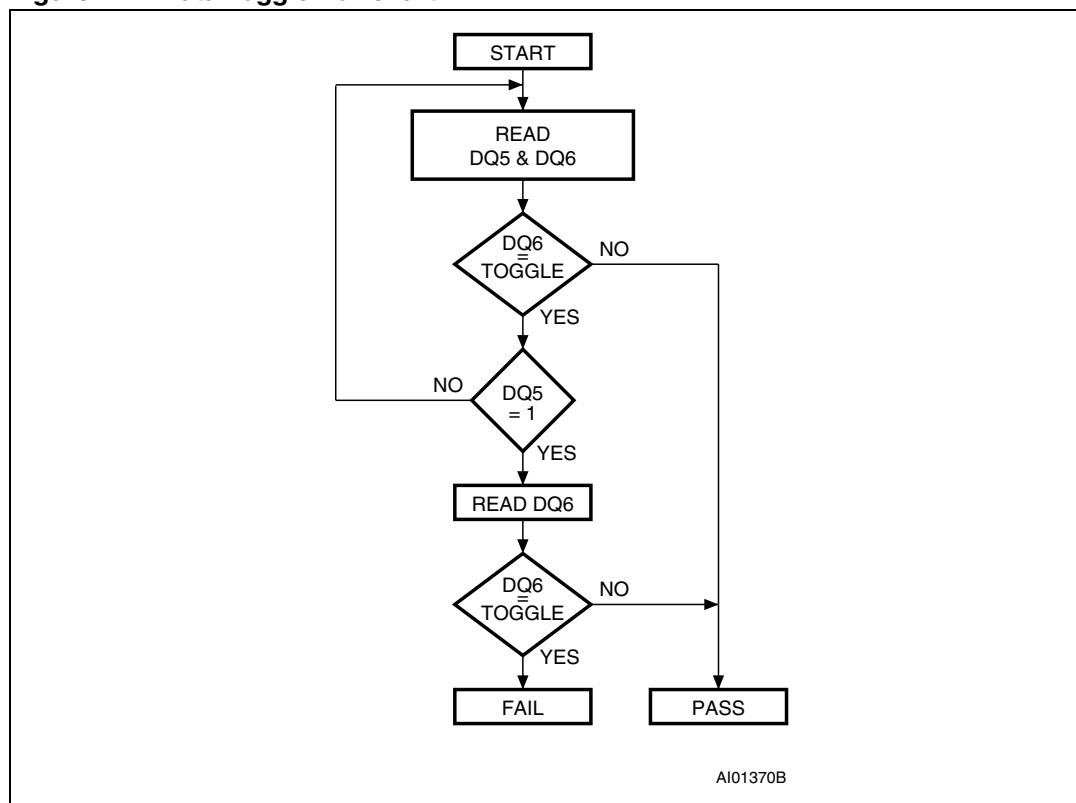 START
READ
DQ5 & DQ6
DQ6
=
TOGGLE
NO
YES
NO
DQ5
= 1
YES
READ DQ6
DQ6
=
TOGGLE
NO
YES
FAIL
PASS
AI01370B